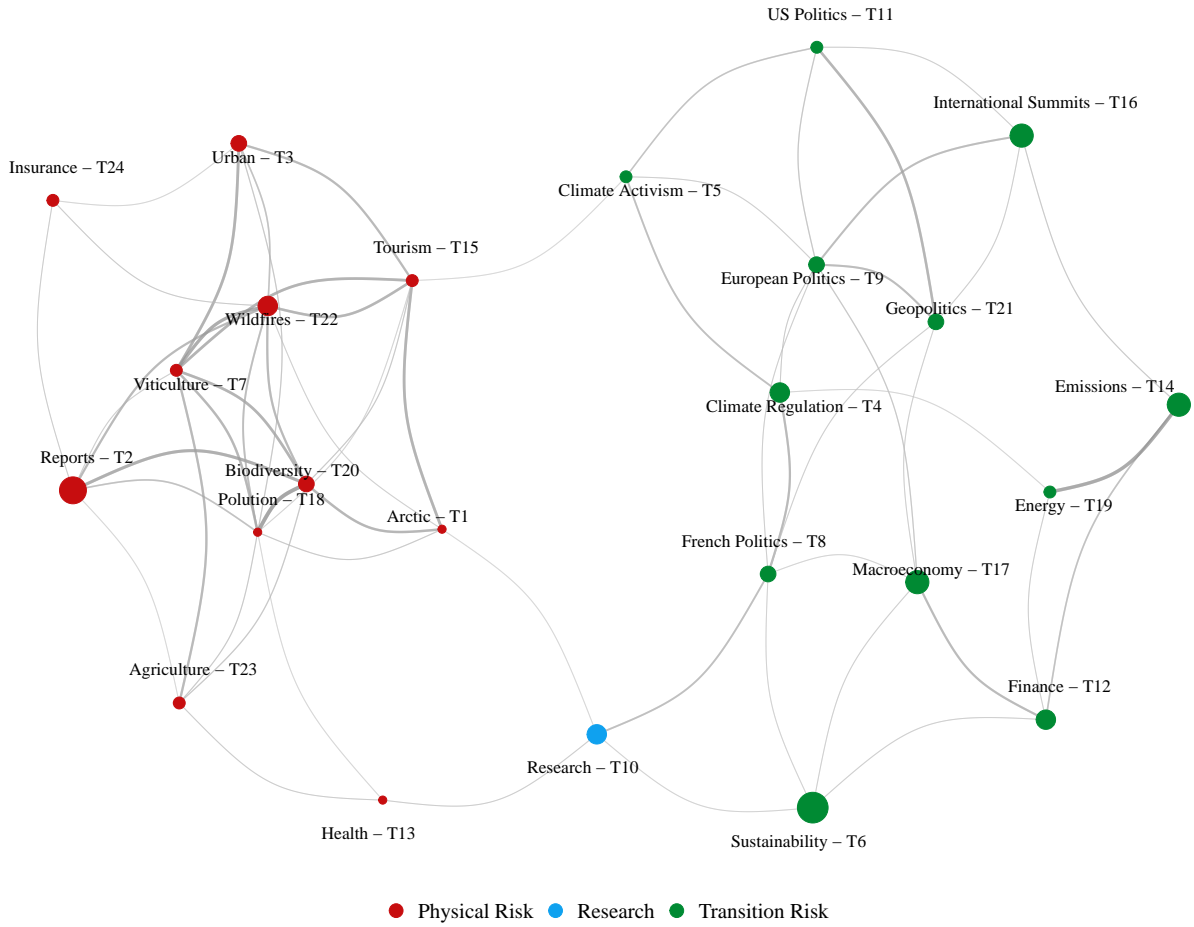 US Politics – T11
International Summits – T16
Urban – T3
Insurance – T24
Climate Activism – T5
Tourism – T15
European Politics – T9
Geopolitics – T21
Wildfires – T22
Viticulture – T7
Emissions – T14
Climate Regulation – T4
Reports – T2
Biodiversity – T20
Polution – T18
Arctic – T1
Energy – T19
French Politics – T8
Macroeconomy – T17
Agriculture – T23
Finance – T12
Research – T10
Health – T13
Sustainability – T6
Physical Risk Research Transition Risk